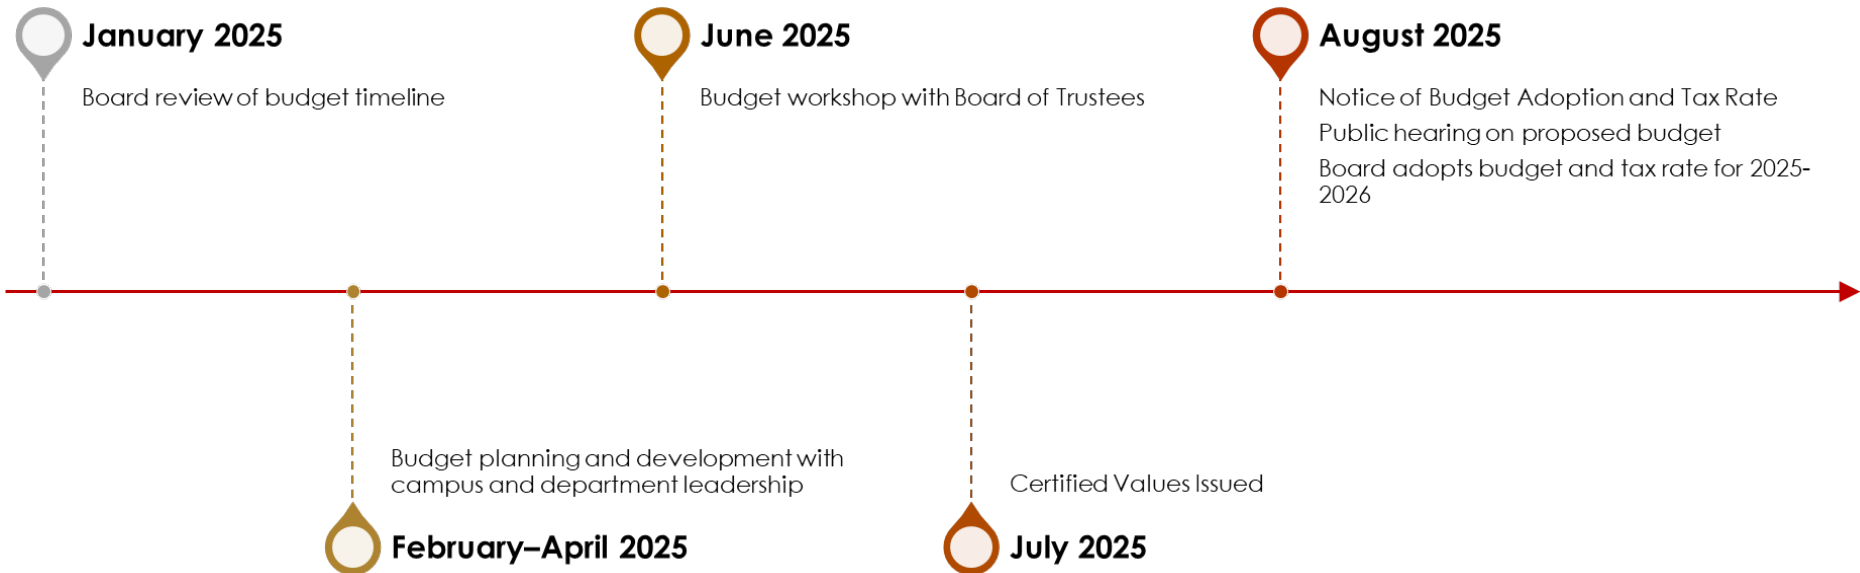 January 2025
Board review of budget timeline
June 2025
Budget workshop with Board of Trustees
August 2025
Notice of Budget Adoption and Tax Rate
Public hearing on proposed budget
Board adopts budget and tax rate for 2025-
2026
Budget planning and development with
campus and department leadership
February–April 2025
Certified Values Issued
July 2025